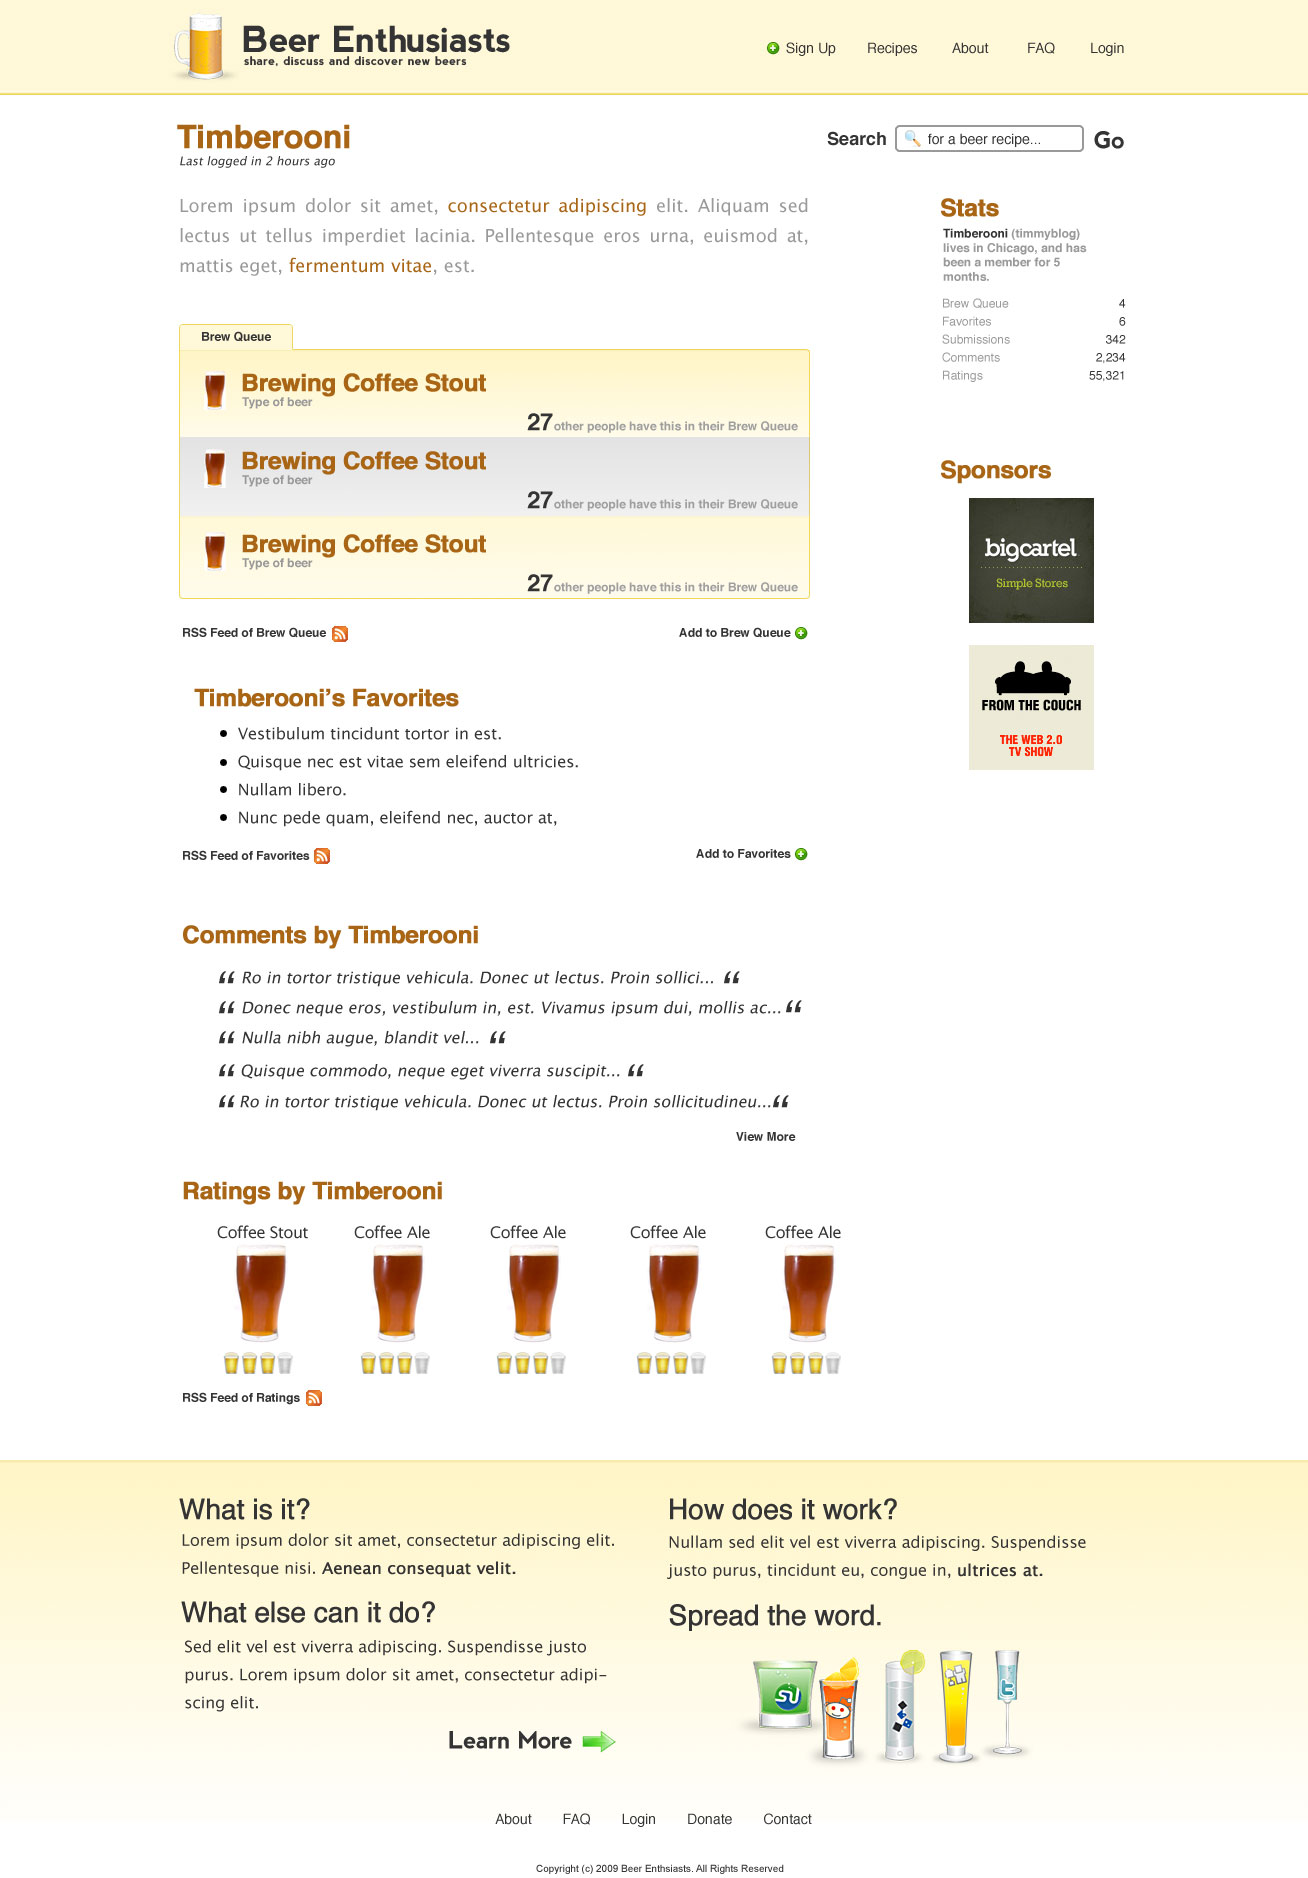 Beer Enthusiasts
share, discuss and discover new beers
Sign Up Recipes About FAQ Login
Timberooni
Last logged in 2 hours ago
Search for a beer recipe... Go
Lorem ipsum dolor sit amet, consectetur adipiscing elit. Aliquam sed
lectus ut tellus imperdiet lacinia. Pellentesque eros urna, euismod at,
mattis eget, fermentum vitae, est.
Stats
Timberooni (timmyblog)
lives in Chicago, and has
been a member for 5
months.
Brew Queue 4
Favorites 6
Submissions 342
Comments 2,234
Ratings 55,321
Brew Queue
Brewing Coffee Stout
Type of beer
27 other people have this in their Brew Queue
Brewing Coffee Stout
Type of beer
27 other people have this in their Brew Queue
Brewing Coffee Stout
Type of beer
27 other people have this in their Brew Queue
RSS Feed of Brew Queue Add to Brew Queue
Sponsors
bigcartel
Simple Stores
FROM THE COUCH
THE WEB 2.0
TV SHOW
Timberooni’s Favorites
Vestibulum tincidunt tortor in est.
Quisque nec est vitae sem eleifend ultricies.
Nullam libero.
Nunc pede quam, eleifend nec, auctor at,
RSS Feed of Favorites Add to Favorites
Comments by Timberooni
“ Ro in tortor tristique vehicula. Donec ut lectus. Proin sollici... “
“ Donec neque eros, vestibulum in, est. Vivamus ipsum dui, mollis ac... “
“ Nulla nibh augue, blandit vel... “
“ Quisque commodo, neque eget viverra suscipit... “
“ Ro in tortor tristique vehicula. Donec ut lectus. Proin sollicitudineu...“
View More
Ratings by Timberooni
Coffee Stout Coffee Ale Coffee Ale Coffee Ale Coffee Ale
RSS Feed of Ratings
What is it?
Lorem ipsum dolor sit amet, consectetur adipiscing elit.
Pellentesque nisi. Aenean consequat velit.
How does it work?
Nullam sed elit vel est viverra adipiscing. Suspendisse
justo purus, tincidunt eu, congue in, ultrices at.
What else can it do?
Sed elit vel est viverra adipiscing. Suspendisse justo
purus. Lorem ipsum dolor sit amet, consectetur adipi-
scing elit.
Learn More
Spread the word.
About FAQ Login Donate Contact
Copyright (c) 2009 Beer Enthsiasts. All Rights Reserved